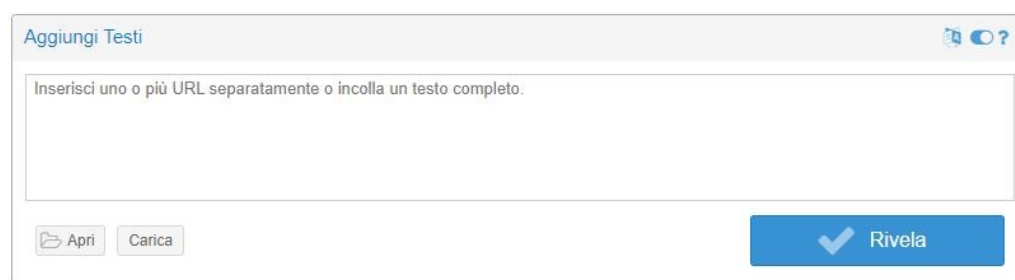 Aggiungi Testi
?
Inserisci uno o più URL separatamente o incolla un testo completo.
Apri
Carica
Rivela